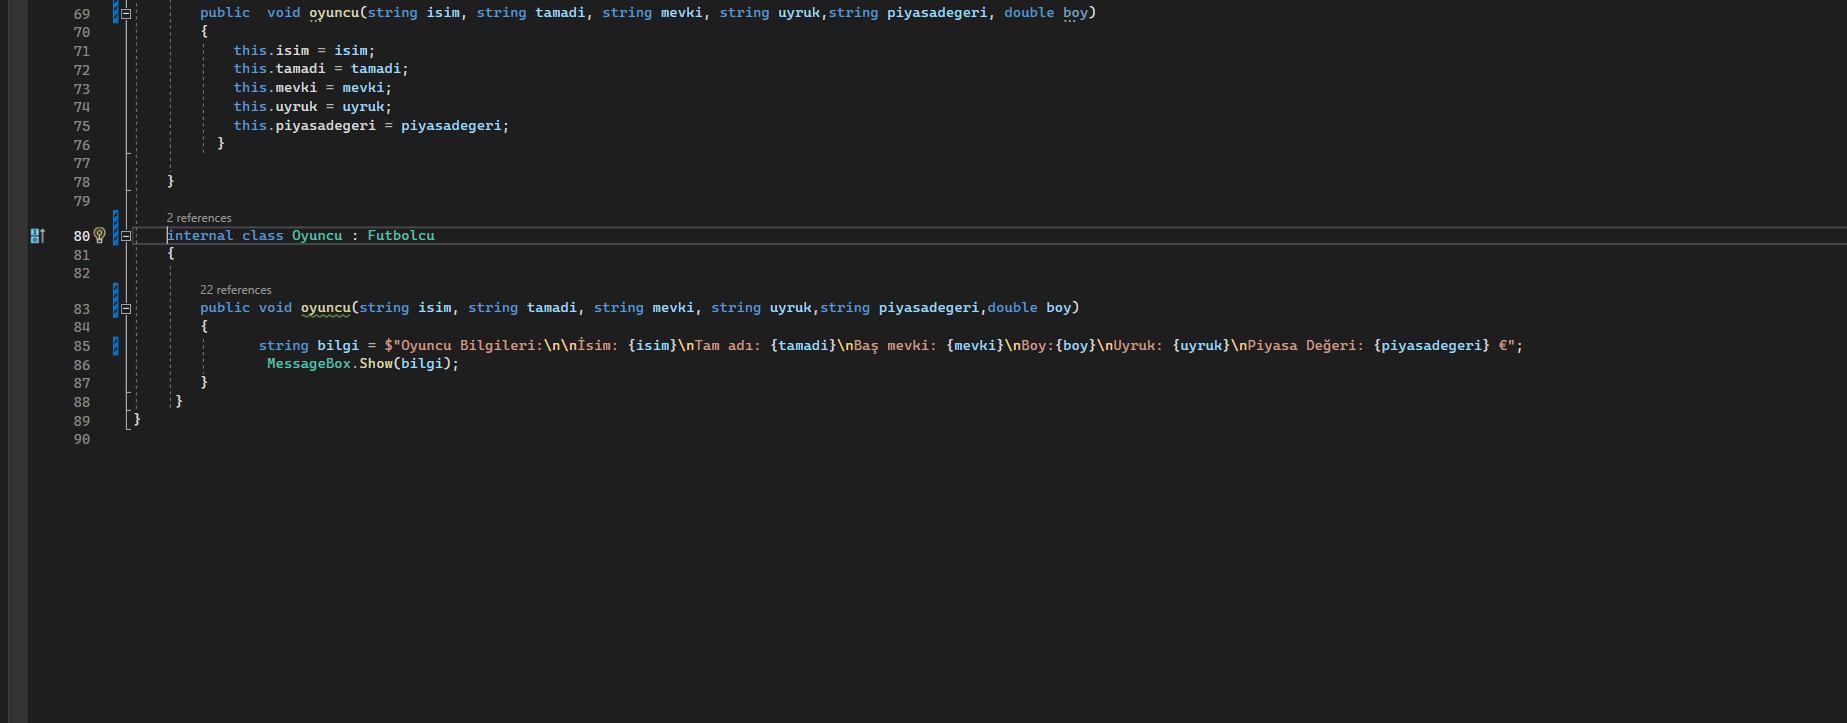 69 public  void oyuncu(string isim, string tamadi, string mevki, string uyruk,string piyasadegeri, double boy)
70 {
71 this.isim = isim;
72 this.tamadi = tamadi;
73 this.mevki = mevki;
74 this.uyruk = uyruk;
75 this.piyasadegeri = piyasadegeri;
76 }
77
78 }
79
2 references
80 internal class Oyuncu : Futbolcu
81 {
82
22 references
83 public void oyuncu(string isim, string tamadi, string mevki, string uyruk,string piyasadegeri,double boy)
84 {
85 string bilgi = $"Oyuncu Bilgileri:\n\nİsim: {isim}\nTam adı: {tamadi}\nBaş mevki: {mevki}\nBoy:{boy}\nUyruk: {uyruk}\nPiyasa Değeri: {piyasadegeri} €";
86 MessageBox.Show(bilgi);
87 }
88 }
89 }
90